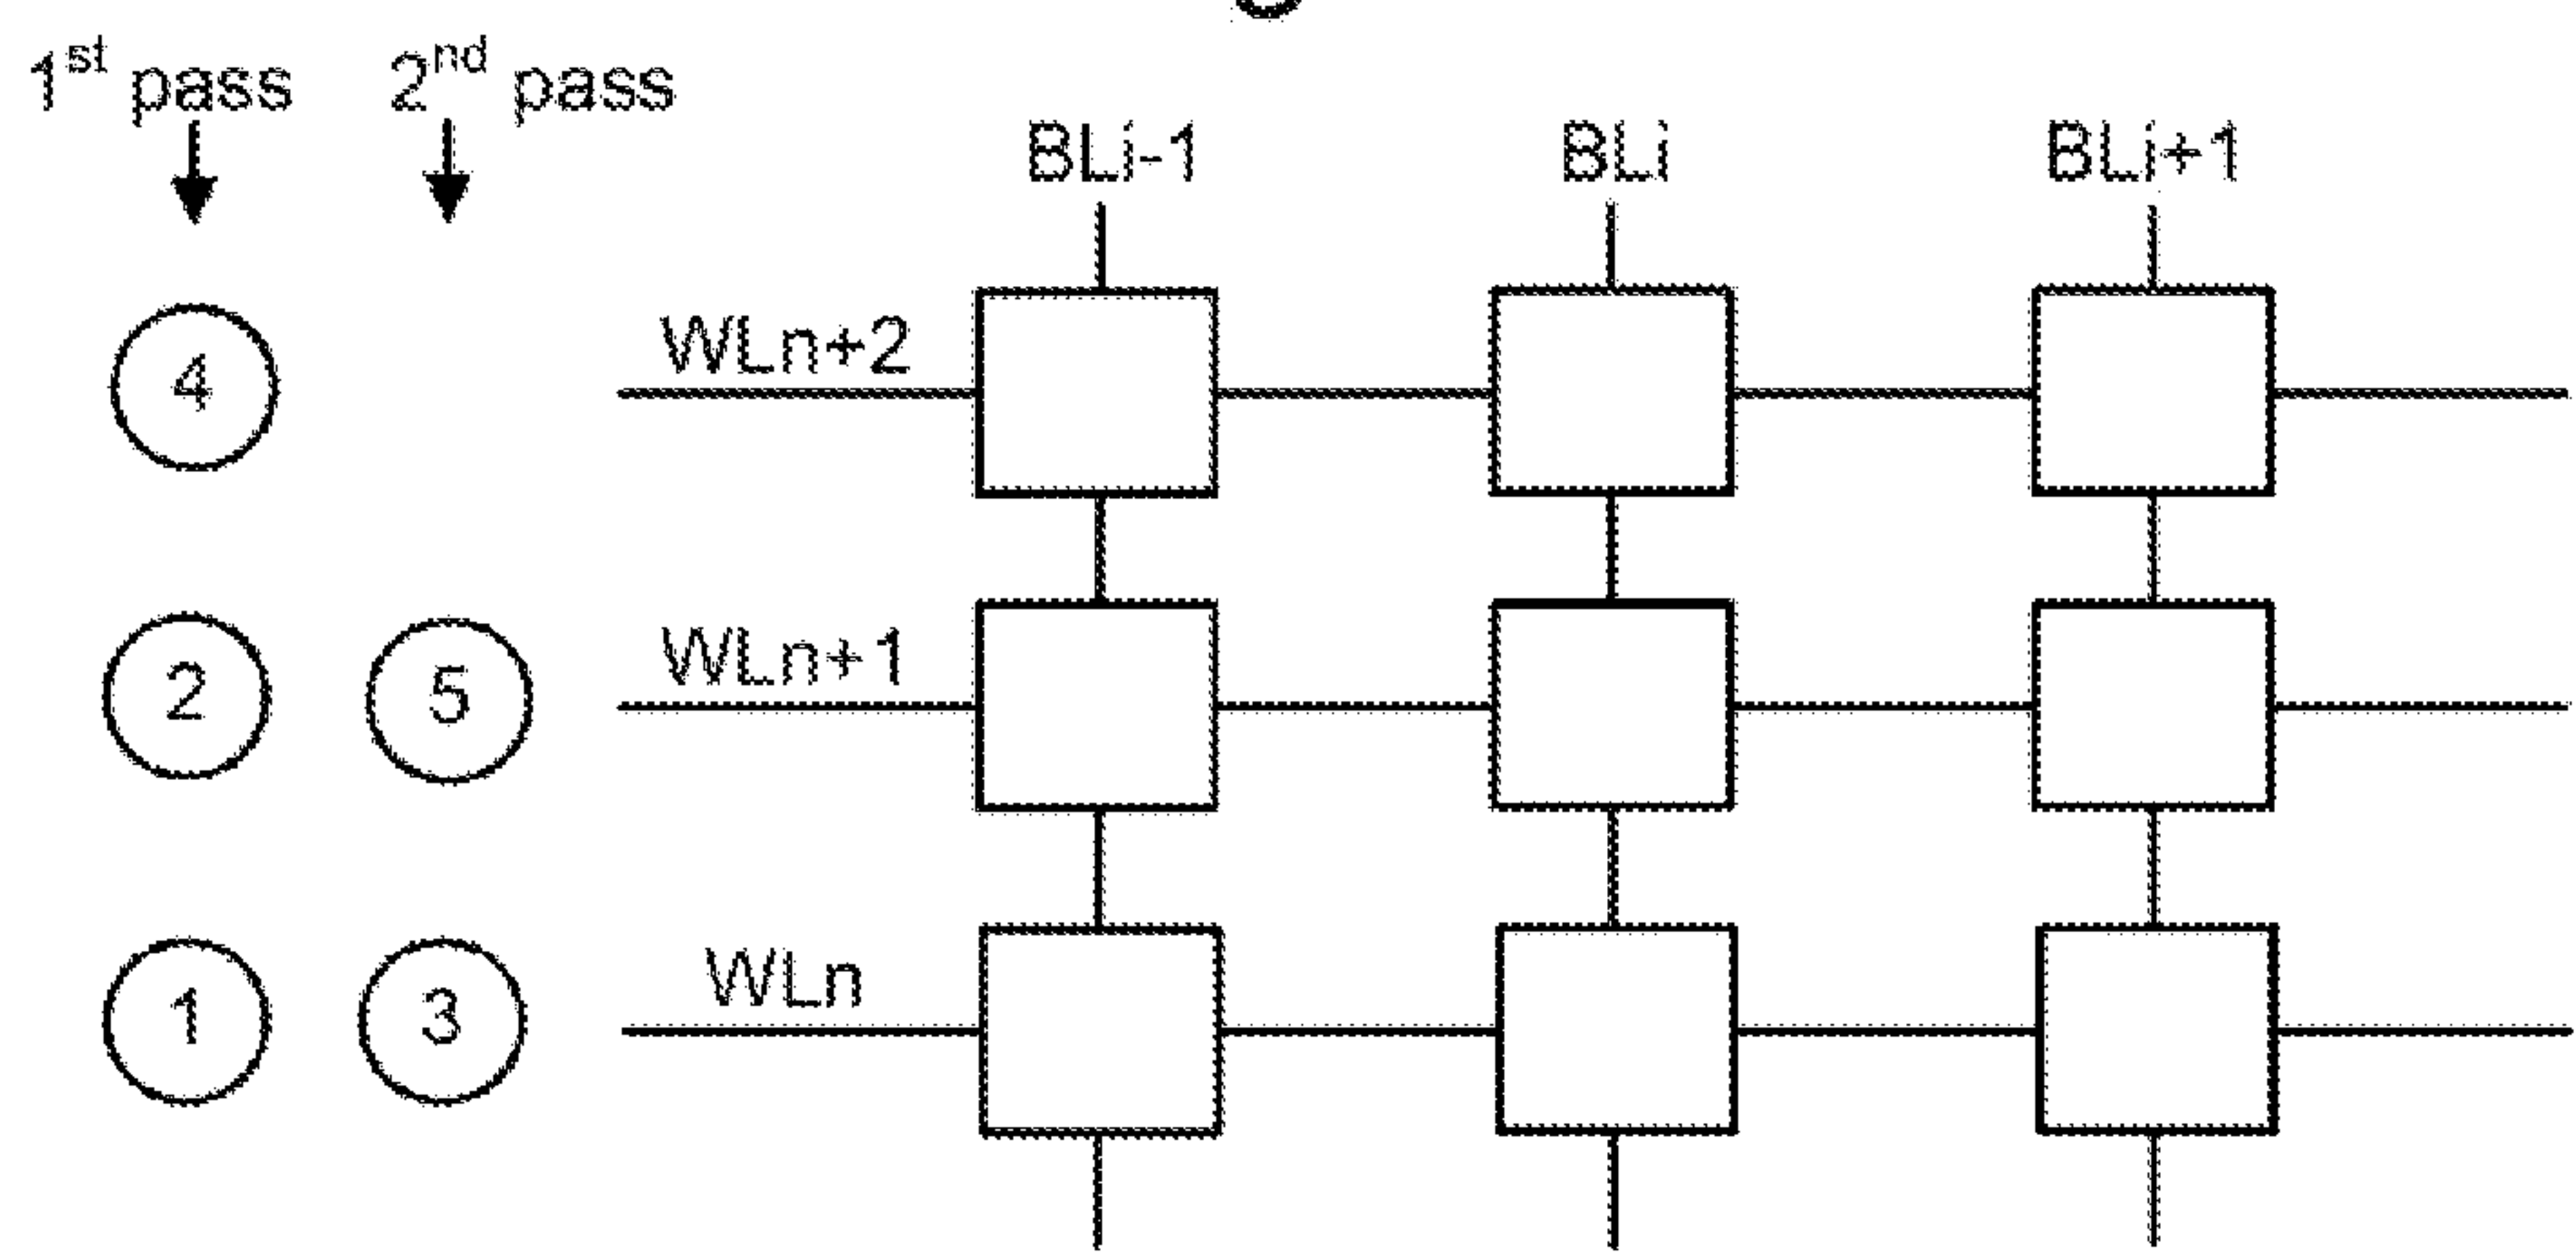 1st pass 2nd pass
BLi-1 BLi BLi+1
4 WLn+2
2 5 WLn+1
1 3 WLn